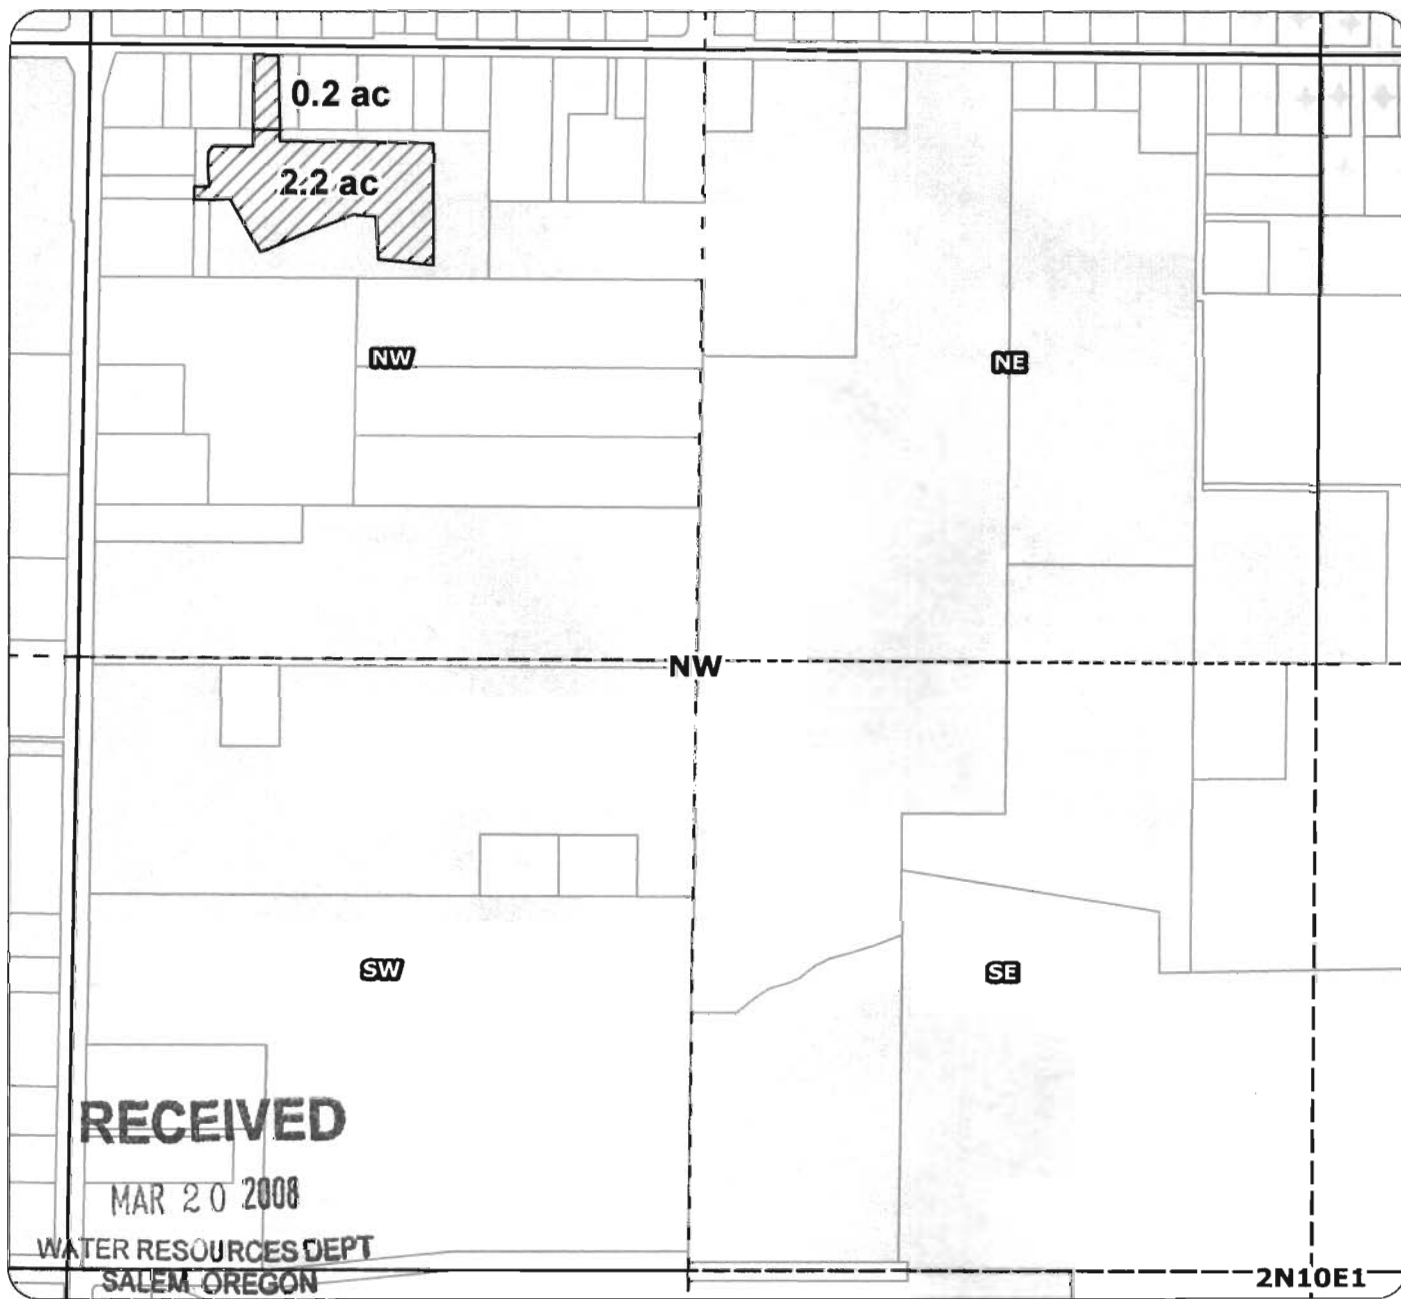 0.2 ac
2.2 ac
NW
NE
NW
SW
SE
RECEIVED
MAR 20 2008
WATER RESOURCES DEPT
SALEM OREGON
2N10E1